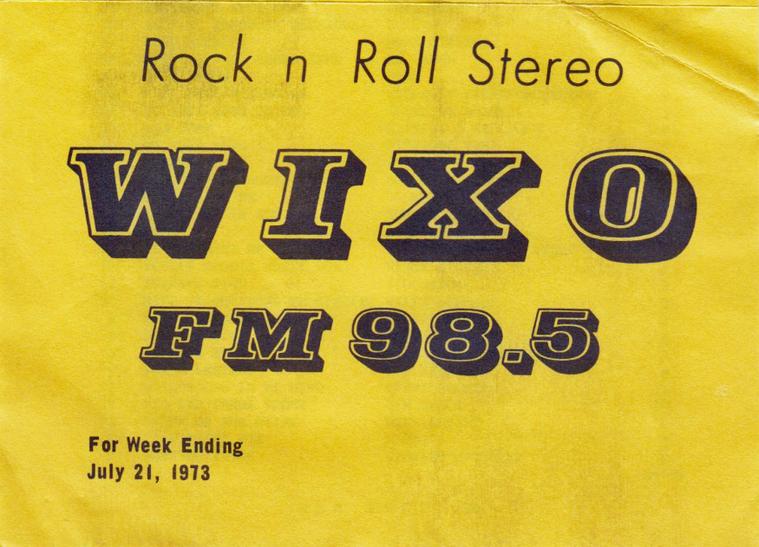 Rock n Roll Stereo
WIXO
FM 98.5
For Week Ending
July 21, 1973